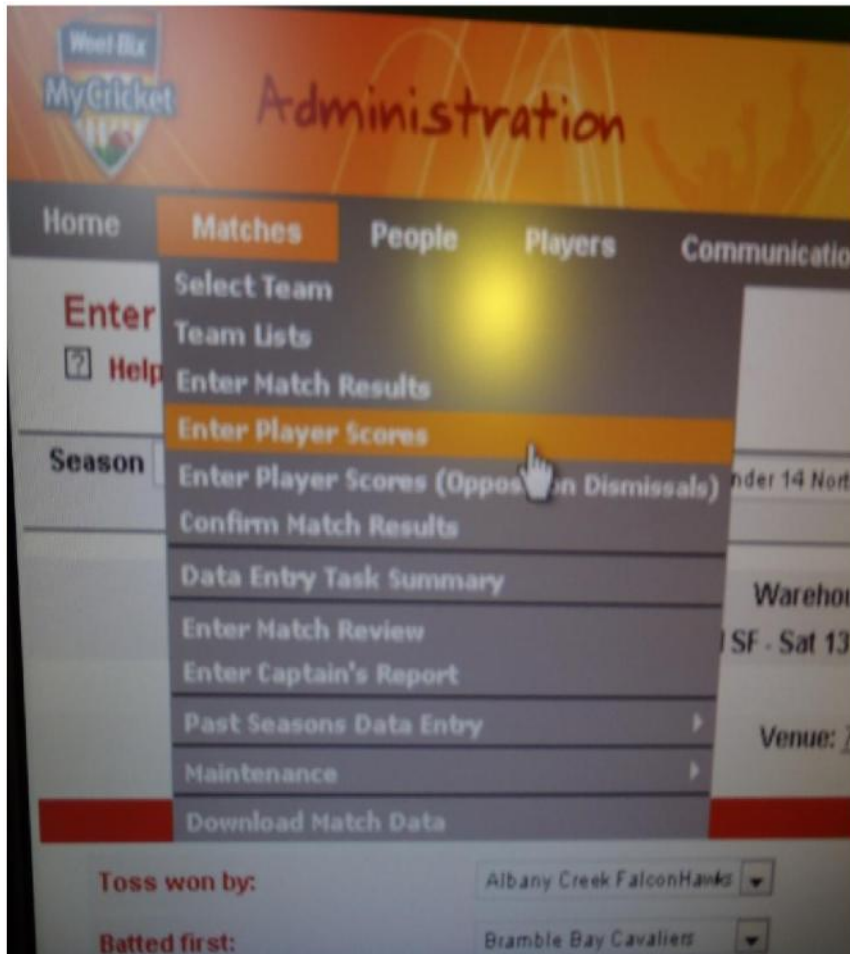 Weet-Bix
MyCricket
Administration
Home Matches People Players Communicatio
Select Team
Enter
Team Lists
? Help
Enter Match Results
Enter Player Scores
Season
Enter Player Scores (Oppos on Dismissals)
nder 14 Nort
Confirm Match Results
Data Entry Task Summary
Warehou
Enter Match Review
SF - Sat 13
Enter Captain's Report
Past Seasons Data Entry
Venue:
Maintenance
Download Match Data
Toss won by: Albany Creek FalconHawks
Batted first: Bramble Bay Cavaliers